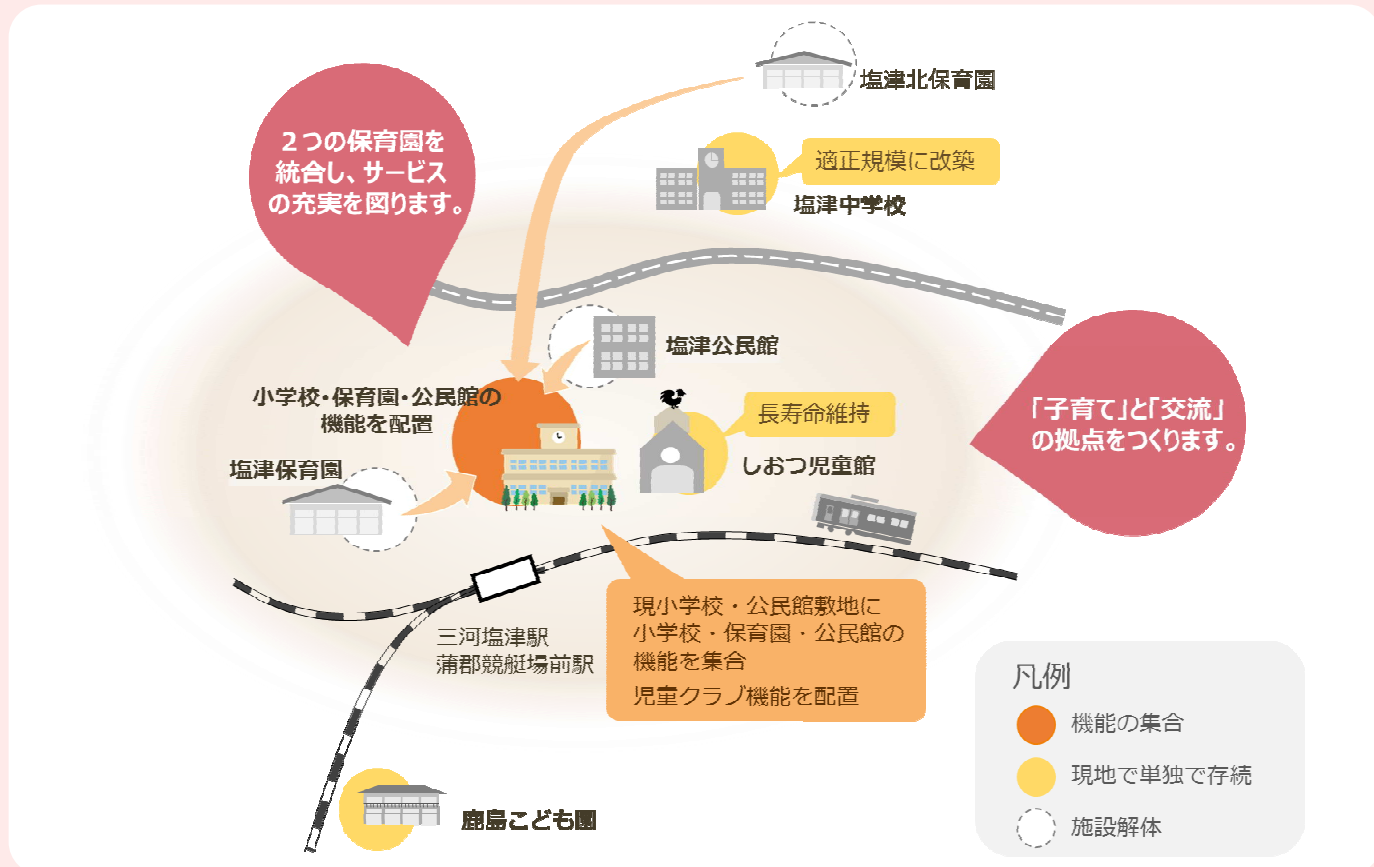 塩津北保育園
2つの保育園を
統合し、サービス
の充実を図ります。
適正規模に改築
塩津中学校
塩津公民館
小学校・保育園・公民館の
機能を配置
長寿命維持
「子育て」と「交流」
の拠点をつくります。
塩津保育園
しおつ児童館
現小学校・公民館敷地に
小学校・保育園・公民館の
機能を集合
児童クラブ機能を配置
三河塩津駅
蒲郡競艇場前駅
鹿島こども園
凡例
機能の集合
現地で単独で存続
施設解体